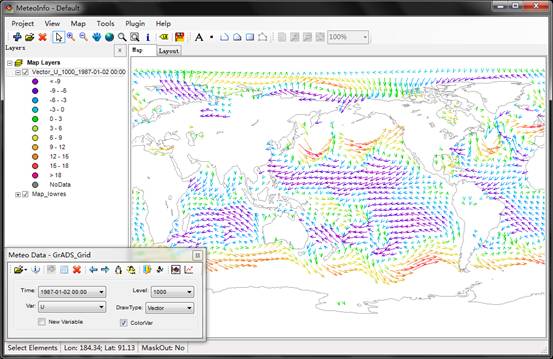 MeteoInfo - Default
Project View Map Tools Plugin Help
100%
Layers
Map Layout
Map Layers
Vector_U_1000_1987-01-02 00:00
< -9
-9 - -6
-6 - -3
-3 - 0
0 - 3
3 - 6
6 - 9
9 - 12
12 - 15
15 - 18
> 18
NoData
Map_lowres
Meteo Data - GrADS_Grid
Time: 1987-01-02 00:00 Level: 1000
Var: U DrawType: Vector
New Variable ColorVar
Select Elements Lon: 184.34; Lat: 91.13 MaskOut: No